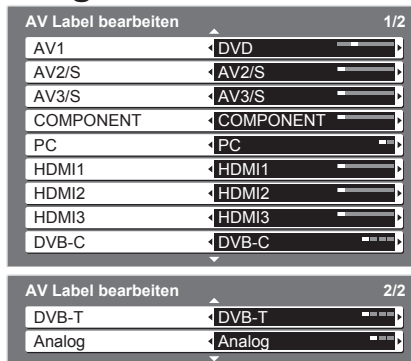 AV Label bearbeiten 1/2
AV1 DVD
AV2/S AV2/S
AV3/S AV3/S
COMPONENT COMPONENT
PC PC
HDMI1 HDMI1
HDMI2 HDMI2
HDMI3 HDMI3
DVB-C DVB-C
AV Label bearbeiten 2/2
DVB-T DVB-T
Analog Analog